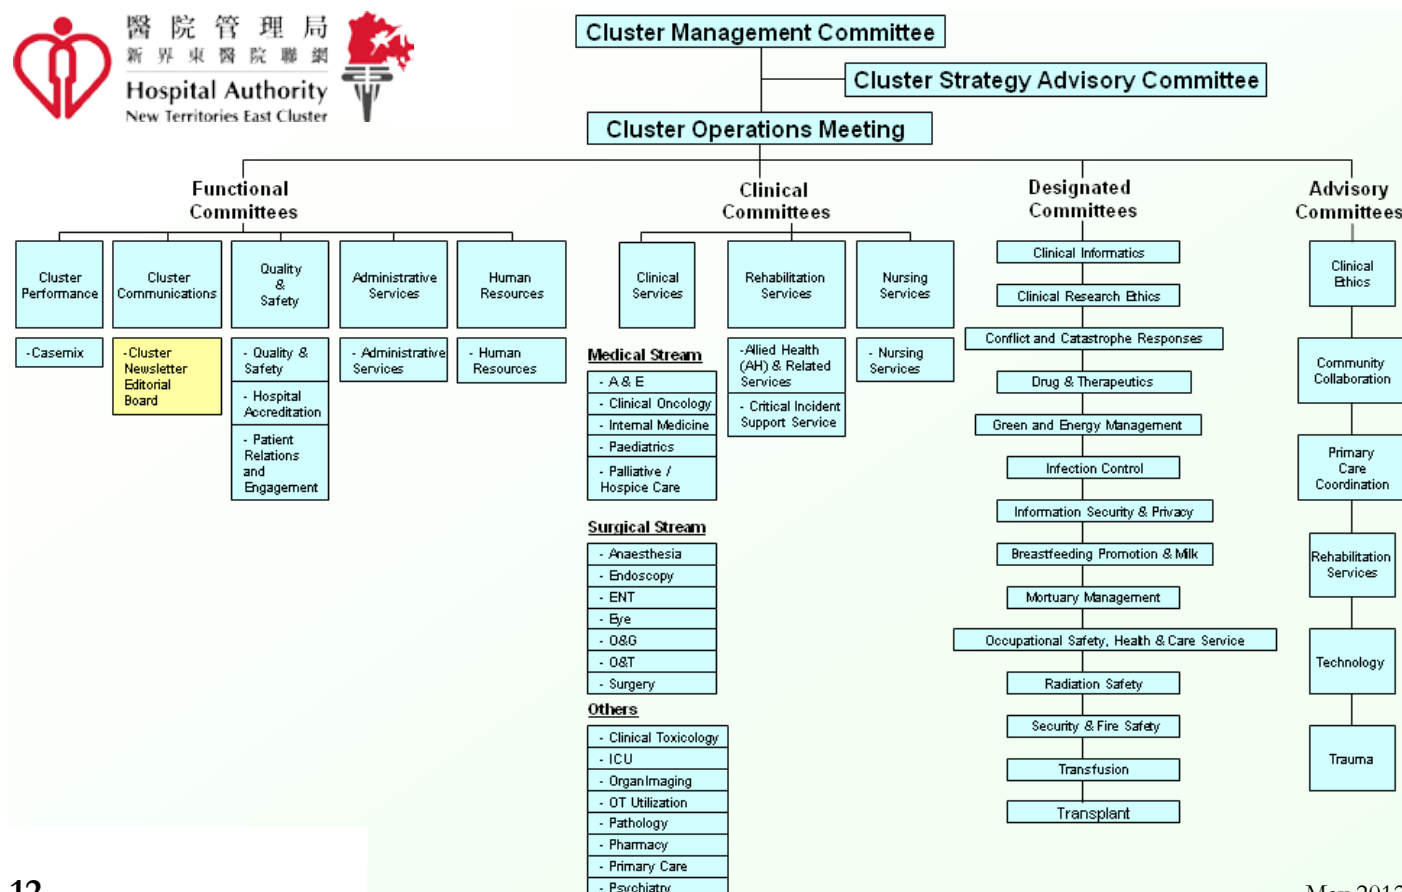 醫院管理局
新界東醫院聯網
Hospital Authority
New Territories East Cluster
Cluster Management Committee
Cluster Strategy Advisory Committee
Cluster Operations Meeting
Functional
Committees
Clinical
Committees
Designated
Committees
Advisory
Committees
Cluster
Performance
Cluster
Communications
Quality
&
Safety
Administrative
Services
Human
Resources
-Casemix
-Cluster
Newsletter
Editorial
Board
- Quality &
Safety
- Hospital
Accreditation
- Patient
Relations
and
Engagement
- Administrative
Services
- Human
Resources
Clinical
Services
Rehabilitation
Services
Nursing
Services
Medical Stream
- A & E
- Clinical Oncology
- Internal Medicine
- Paediatrics
- Palliative /
Hospice Care
Surgical Stream
- Anaesthesia
- Endoscopy
- ENT
- Eye
- O&G
- O&T
- Surgery
Others
- Clinical Toxicology
- ICU
- OrganImaging
- OT Utilization
- Pathology
- Pharmacy
- Primary Care
- Psychiatry
-Allied Health
(AH) & Related
Services
- Critical Incident
Support Service
- Nursing
Services
Clinical Informatics
Clinical Research Ethics
Conflict and Catastrophe Responses
Drug & Therapeutics
Green and Energy Management
Infection Control
Information Security & Privacy
Breastfeeding Promotion & Milk
Mortuary Management
Occupational Safety, Health & Care Service
Radiation Safety
Security & Fire Safety
Transfusion
Transplant
Clinical
Ethics
Community
Collaboration
Primary
Care
Coordination
Rehabilitation
Services
Technology
Trauma
12